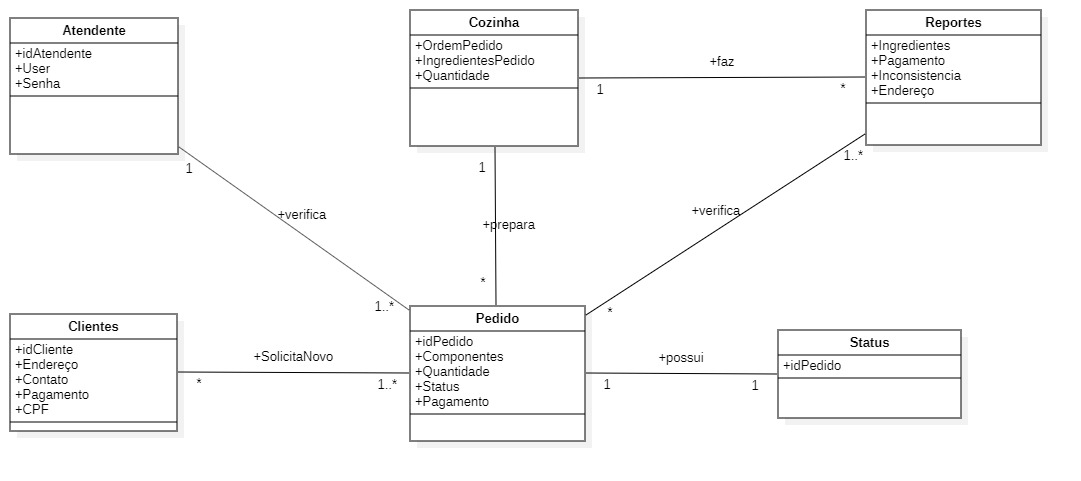 Atendente
+idAtendente
+User
+Senha
Cozinha
+OrdemPedido
+IngredientesPedido
+Quantidade
Reportes
+Ingredientes
+Pagamento
+Inconsistencia
+Endereço
+faz
1
*
1
+verifica
1..*
1
+prepara
*
1..*
+verifica
*
Clientes
+idCliente
+Endereço
+Contato
+Pagamento
+CPF
+SolicitaNovo
*
1..*
Pedido
+idPedido
+Componentes
+Quantidade
+Status
+Pagamento
+possui
1
1
Status
+idPedido